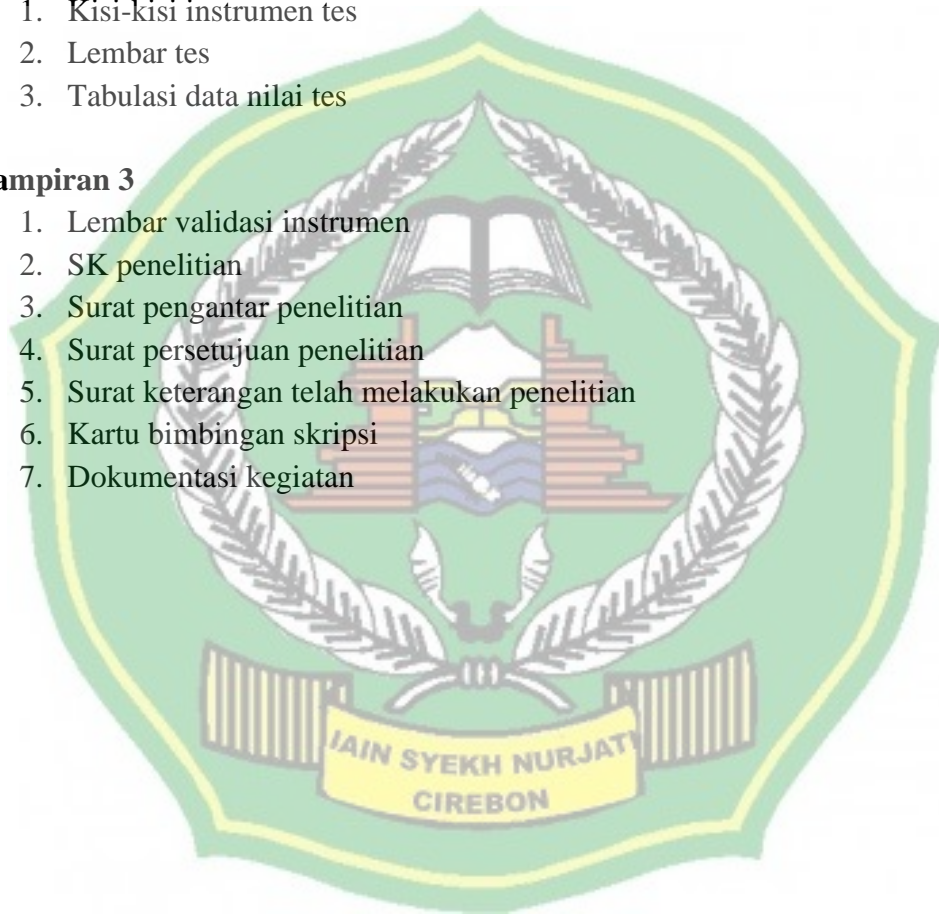 1. Kisi-kisi instrumen tes
2. Lembar tes
3. Tabulasi data nilai tes
ampiran 3
1. Lembar validasi instrumen
2. SK penelitian
3. Surat pengantar penelitian
4. Surat persetujuan penelitian
5. Surat keterangan telah melakukan penelitian
6. Kartu bimbingan skripsi
7. Dokumentasi kegiatan
IAIN SYEKH NURJATI
CIREBON